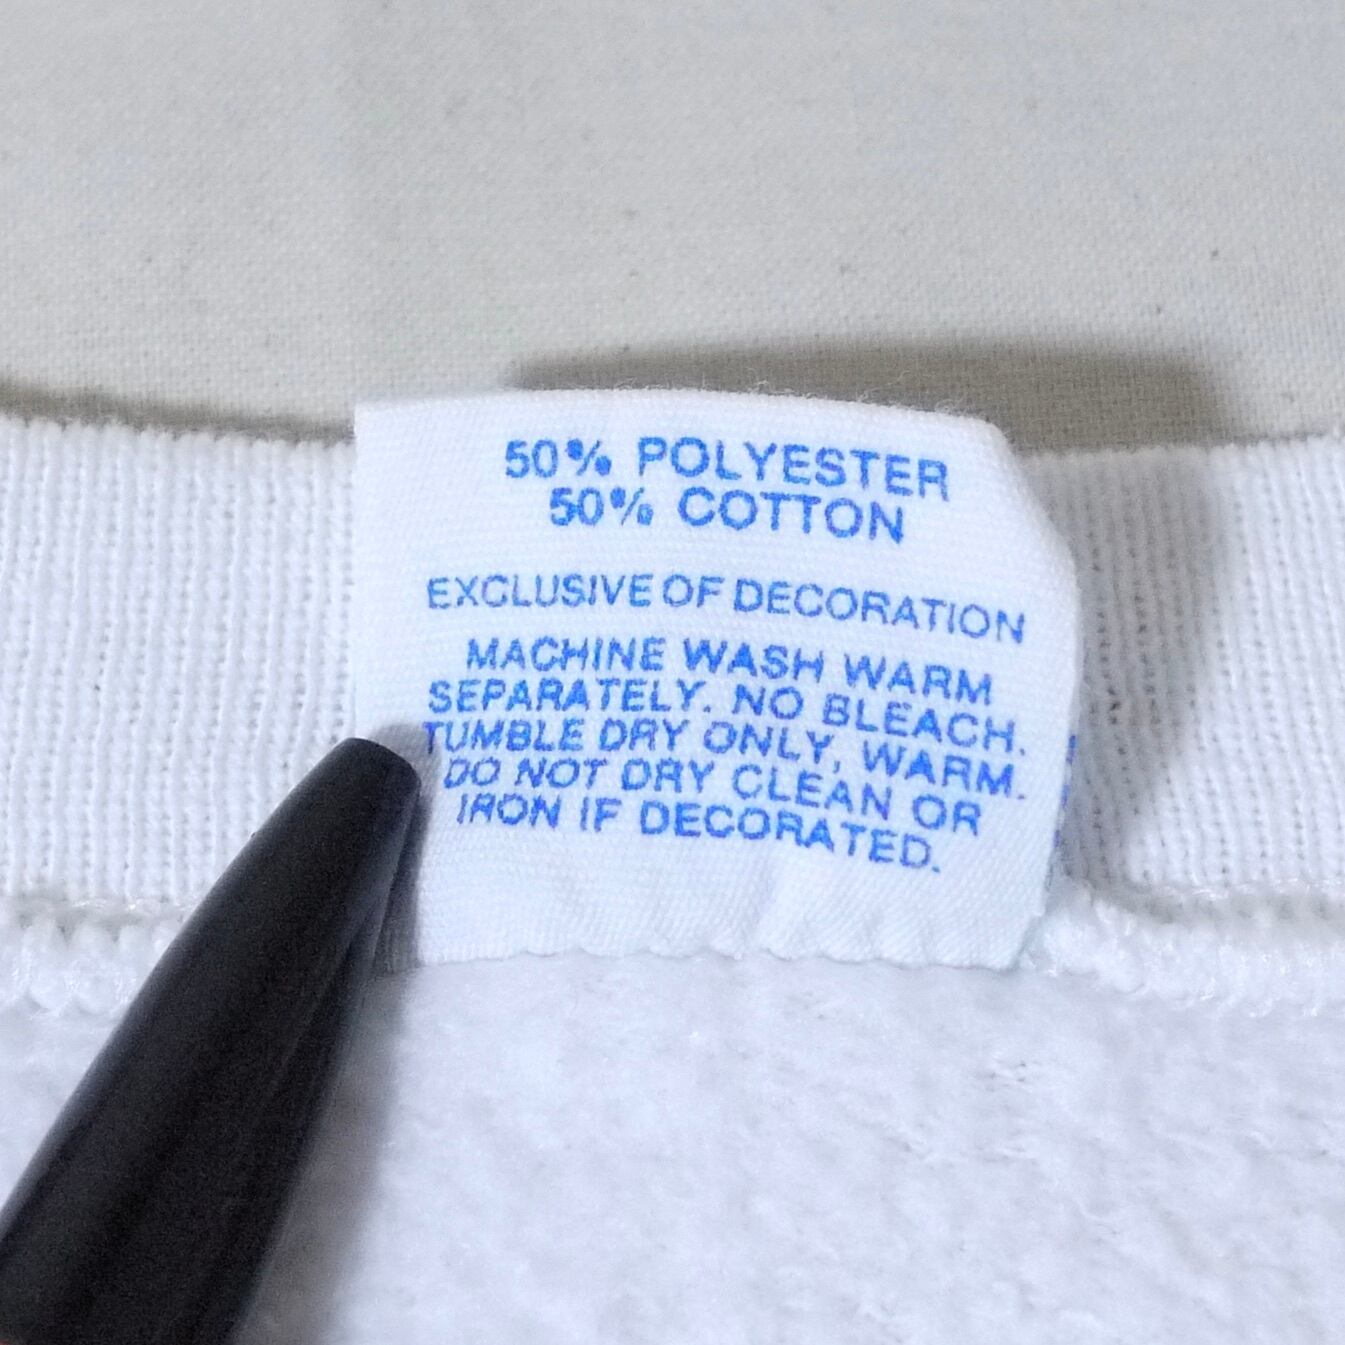 50% POLYESTER
50% COTTON
EXCLUSIVE OF DECORATION
MACHINE WASH WARM
SEPARATELY. NO BLEACH.
TUMBLE DRY ONLY, WARM.
DO NOT DRY CLEAN OR
IRON IF DECORATED.